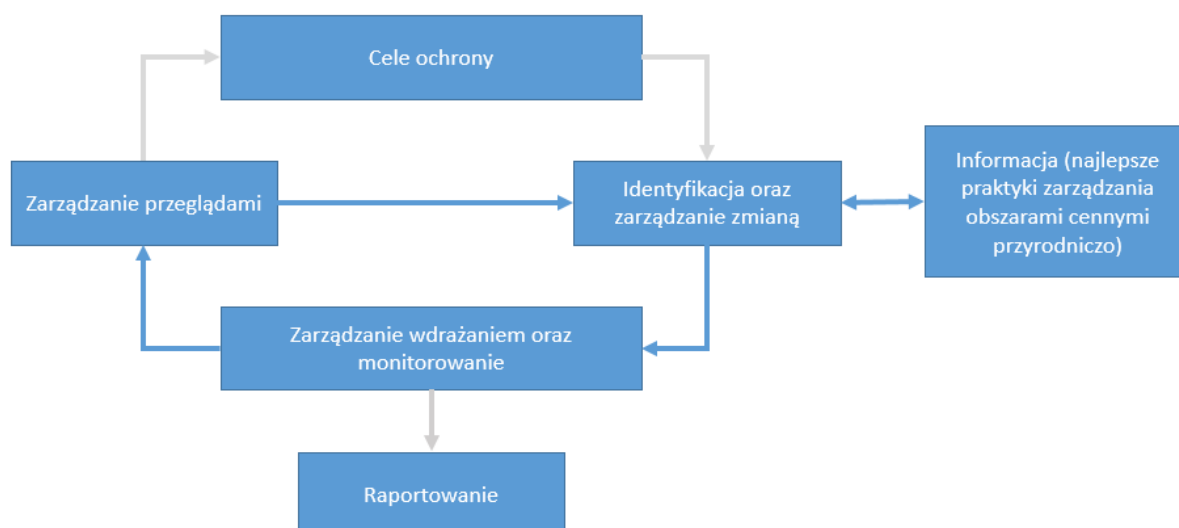 Cele ochrony
Zarządzanie przeglądami
Identyfikacja oraz
zarządzanie zmianą
Informacja (najlepsze
praktyki zarządzania
obszarami cennymi
przyrodniczo)
Zarządzanie wdrażaniem oraz
monitorowanie
Raportowanie